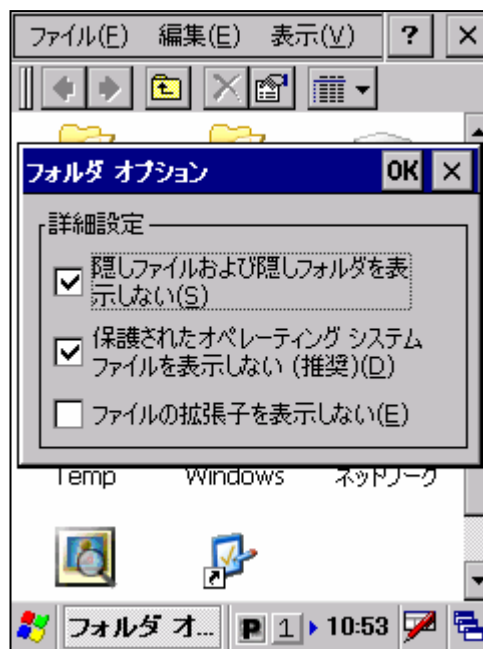 ファイル(F) 編集(E) 表示(V) ? ×
フォルダ オプション OK ×
詳細設定
隠しファイルおよび隠しフォルダを表
示しない(S)
保護されたオペレーティング システム
ファイルを表示しない (推奨)(D)
ファイルの拡張子を表示しない(E)
Temp Windows ネットワーク
フォルダ オ... P 1 10:53